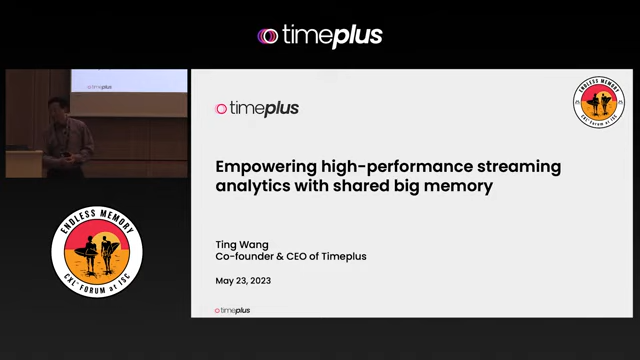 timeplus
timeplus
timeplus
ENDLESS MEMORY
CXL FORUM at ISC
Empowering high-performance streaming
analytics with shared big memory
Ting Wang
Co-founder & CEO of Timeplus
May 23, 2023
timeplus
ENDLESS MEMORY
CXL FORUM at ISC